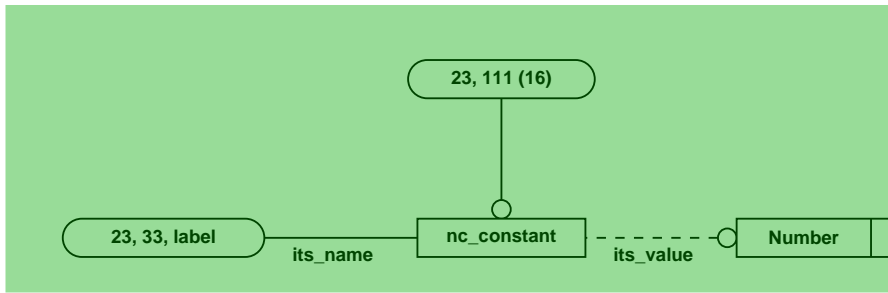 23, 111 (16)
23, 33, label
its_name
nc_constant
its_value
Number